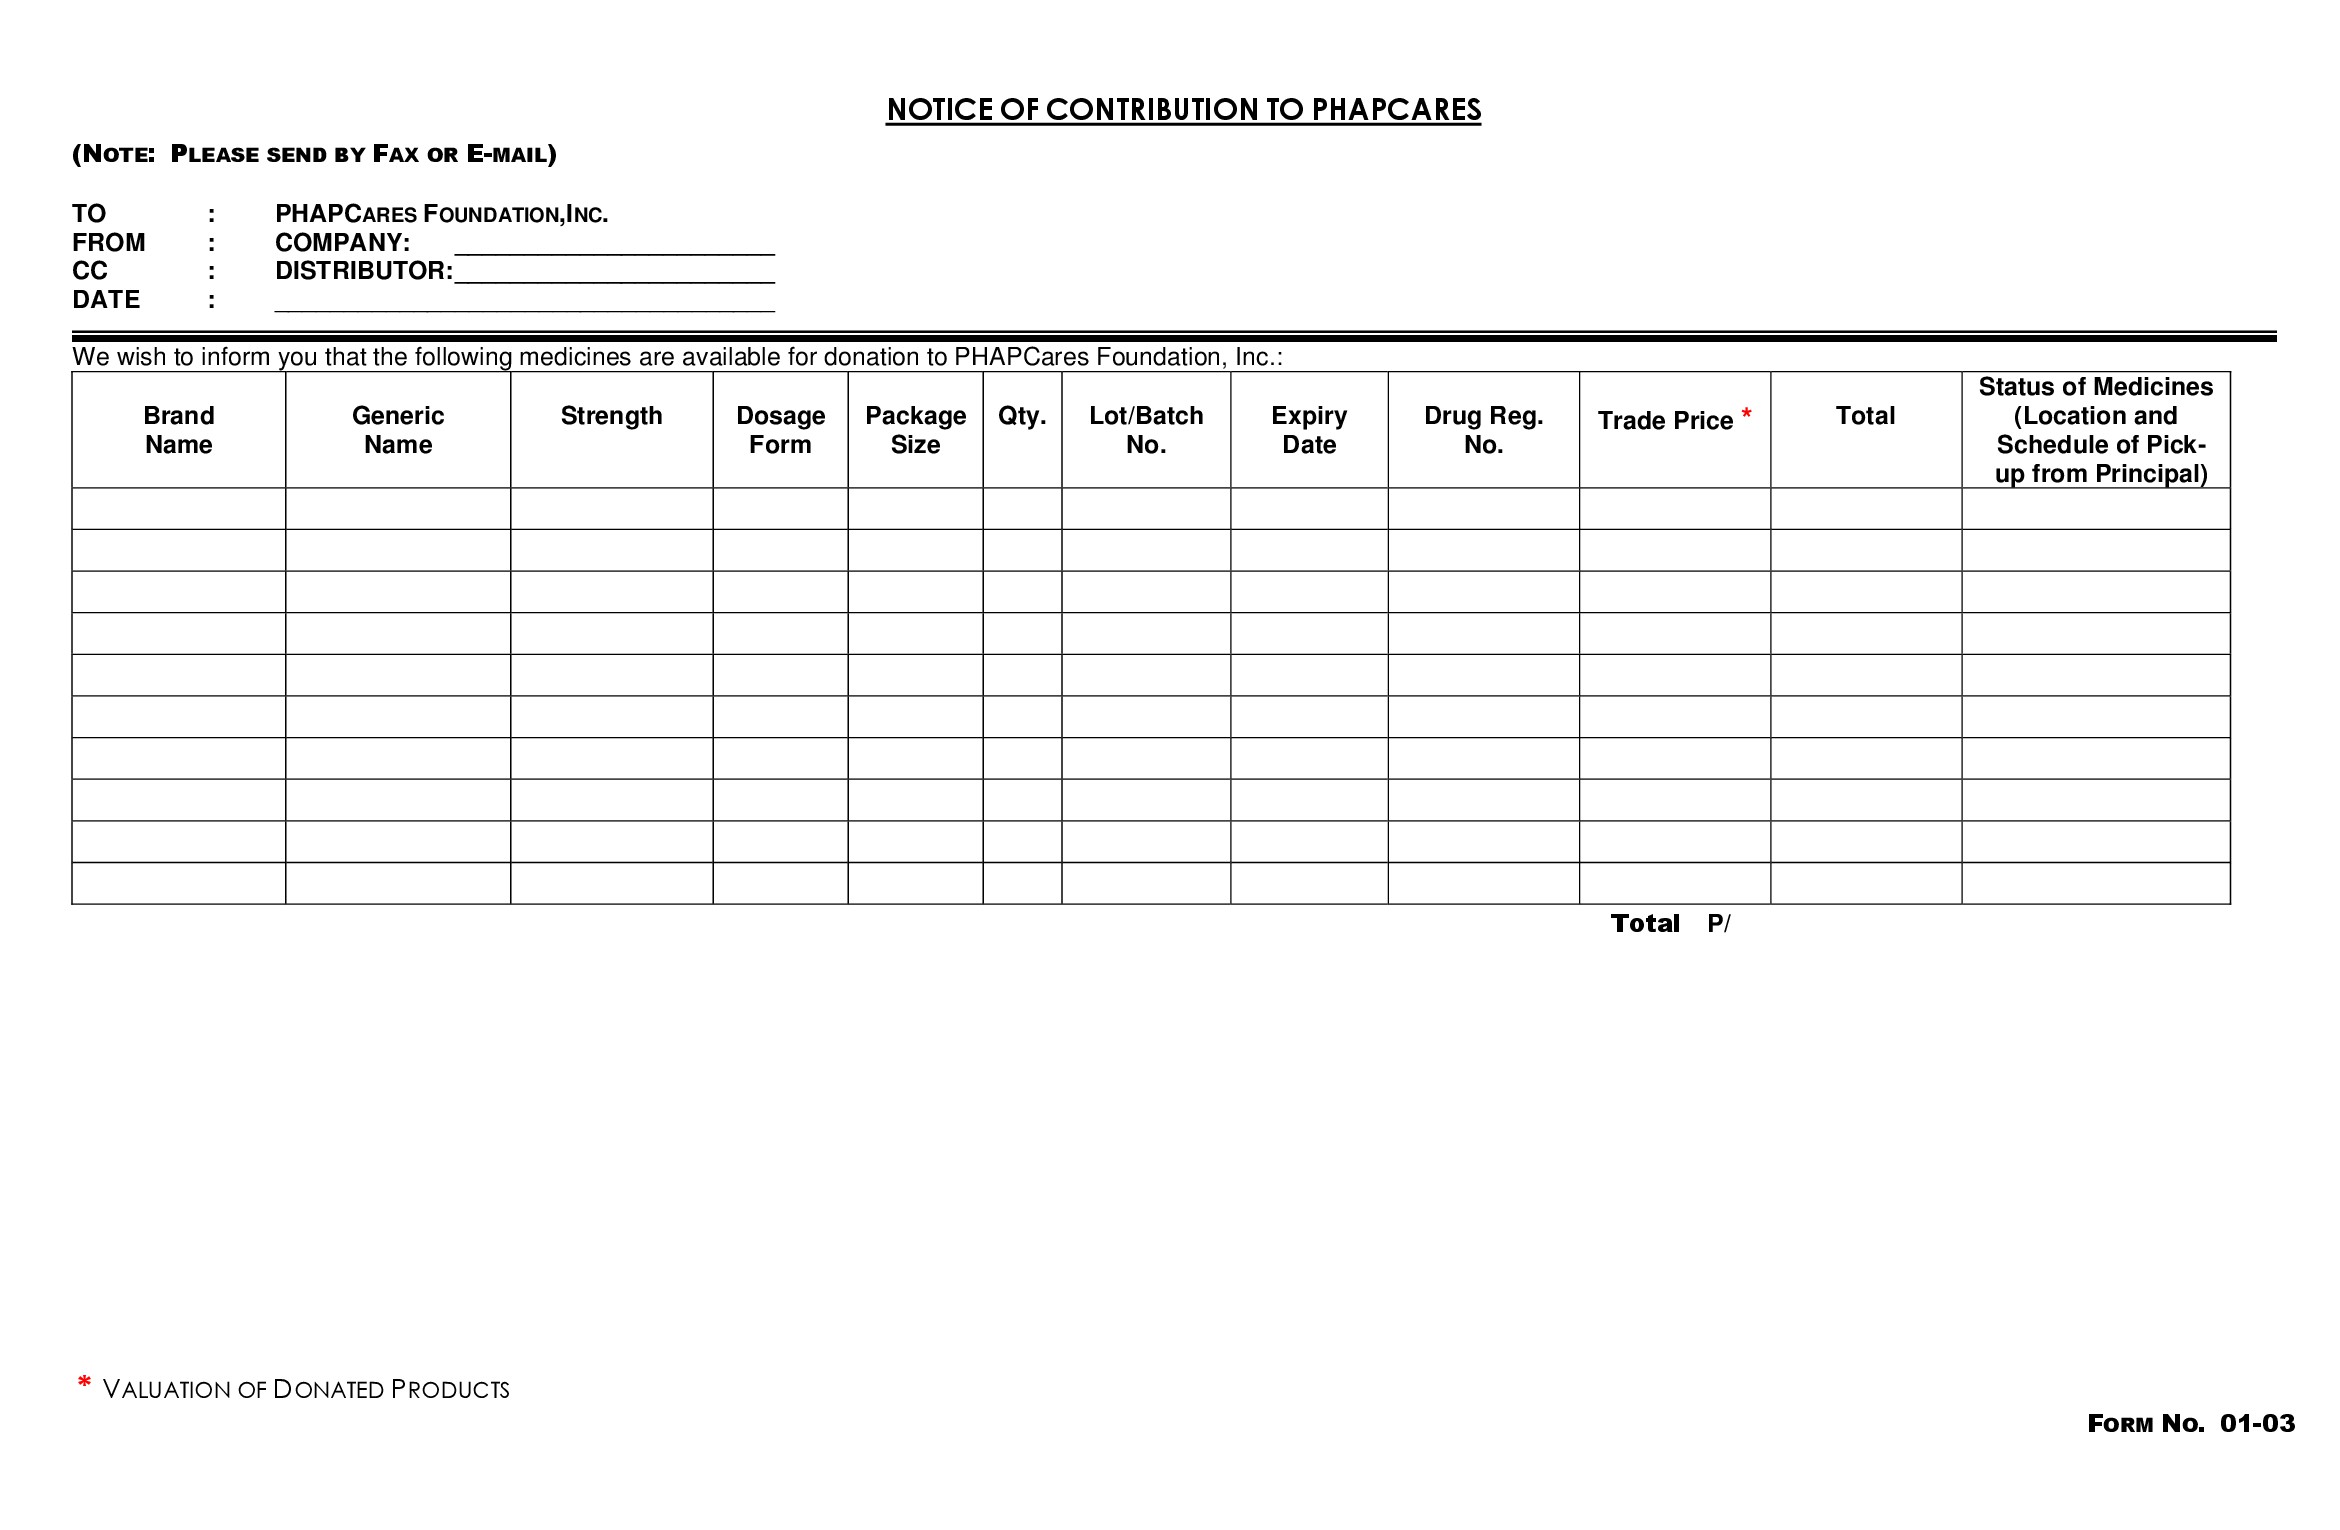 NOTICE OF CONTRIBUTION TO PHAPCARES
(NOTE: PLEASE SEND BY FAX OR E-MAIL)
TO : PHAPCARES FOUNDATION,INC.
FROM : COMPANY: ______________________
CC : DISTRIBUTOR:______________________
DATE : ___________________________________
We wish to inform you that the following medicines are available for donation to PHAPCares Foundation, Inc.:
Brand
Name
Generic
Name
Strength
Dosage
Form
Package
Size
Qty.
Lot/Batch
No.
Expiry
Date
Drug Reg.
No.
Trade Price *
Total
Status of Medicines
(Location and
Schedule of Pick-
up from Principal)
Total P/
* VALUATION OF DONATED PRODUCTS
FORM NO. 01-03